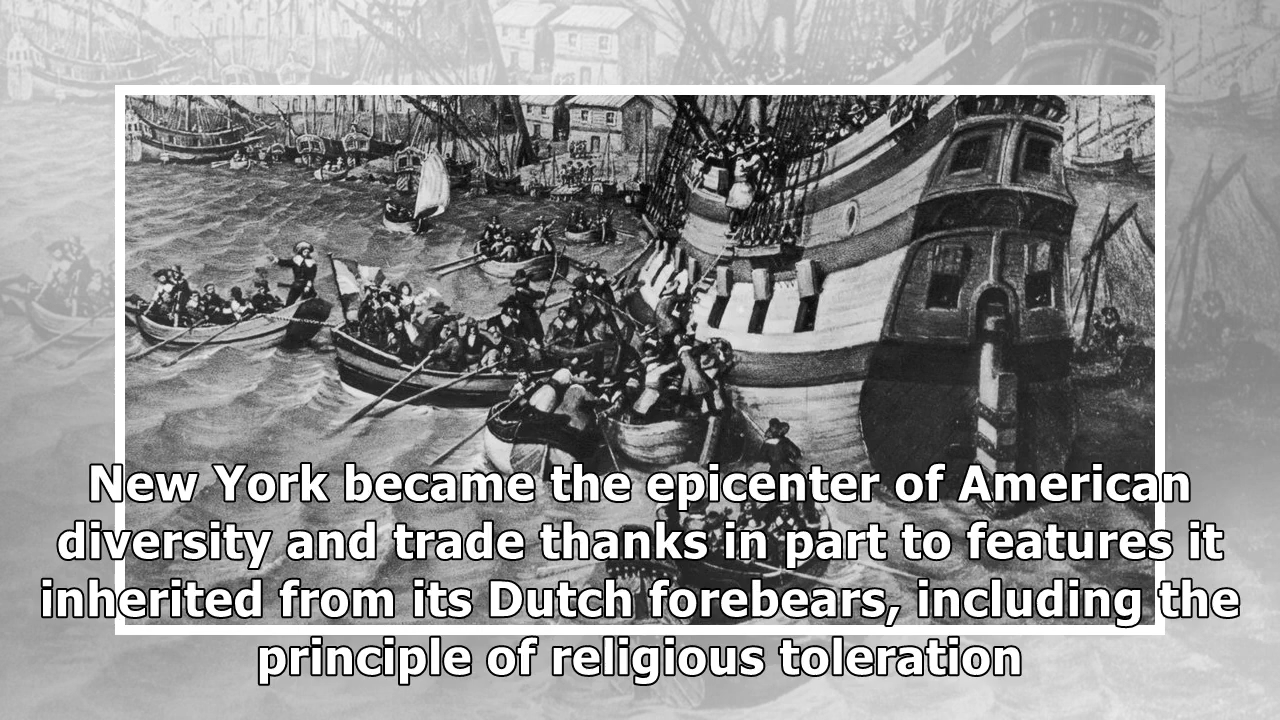 New York became the epicenter of American
diversity and trade thanks in part to features it
inherited from its Dutch forebears, including the
principle of religious toleration